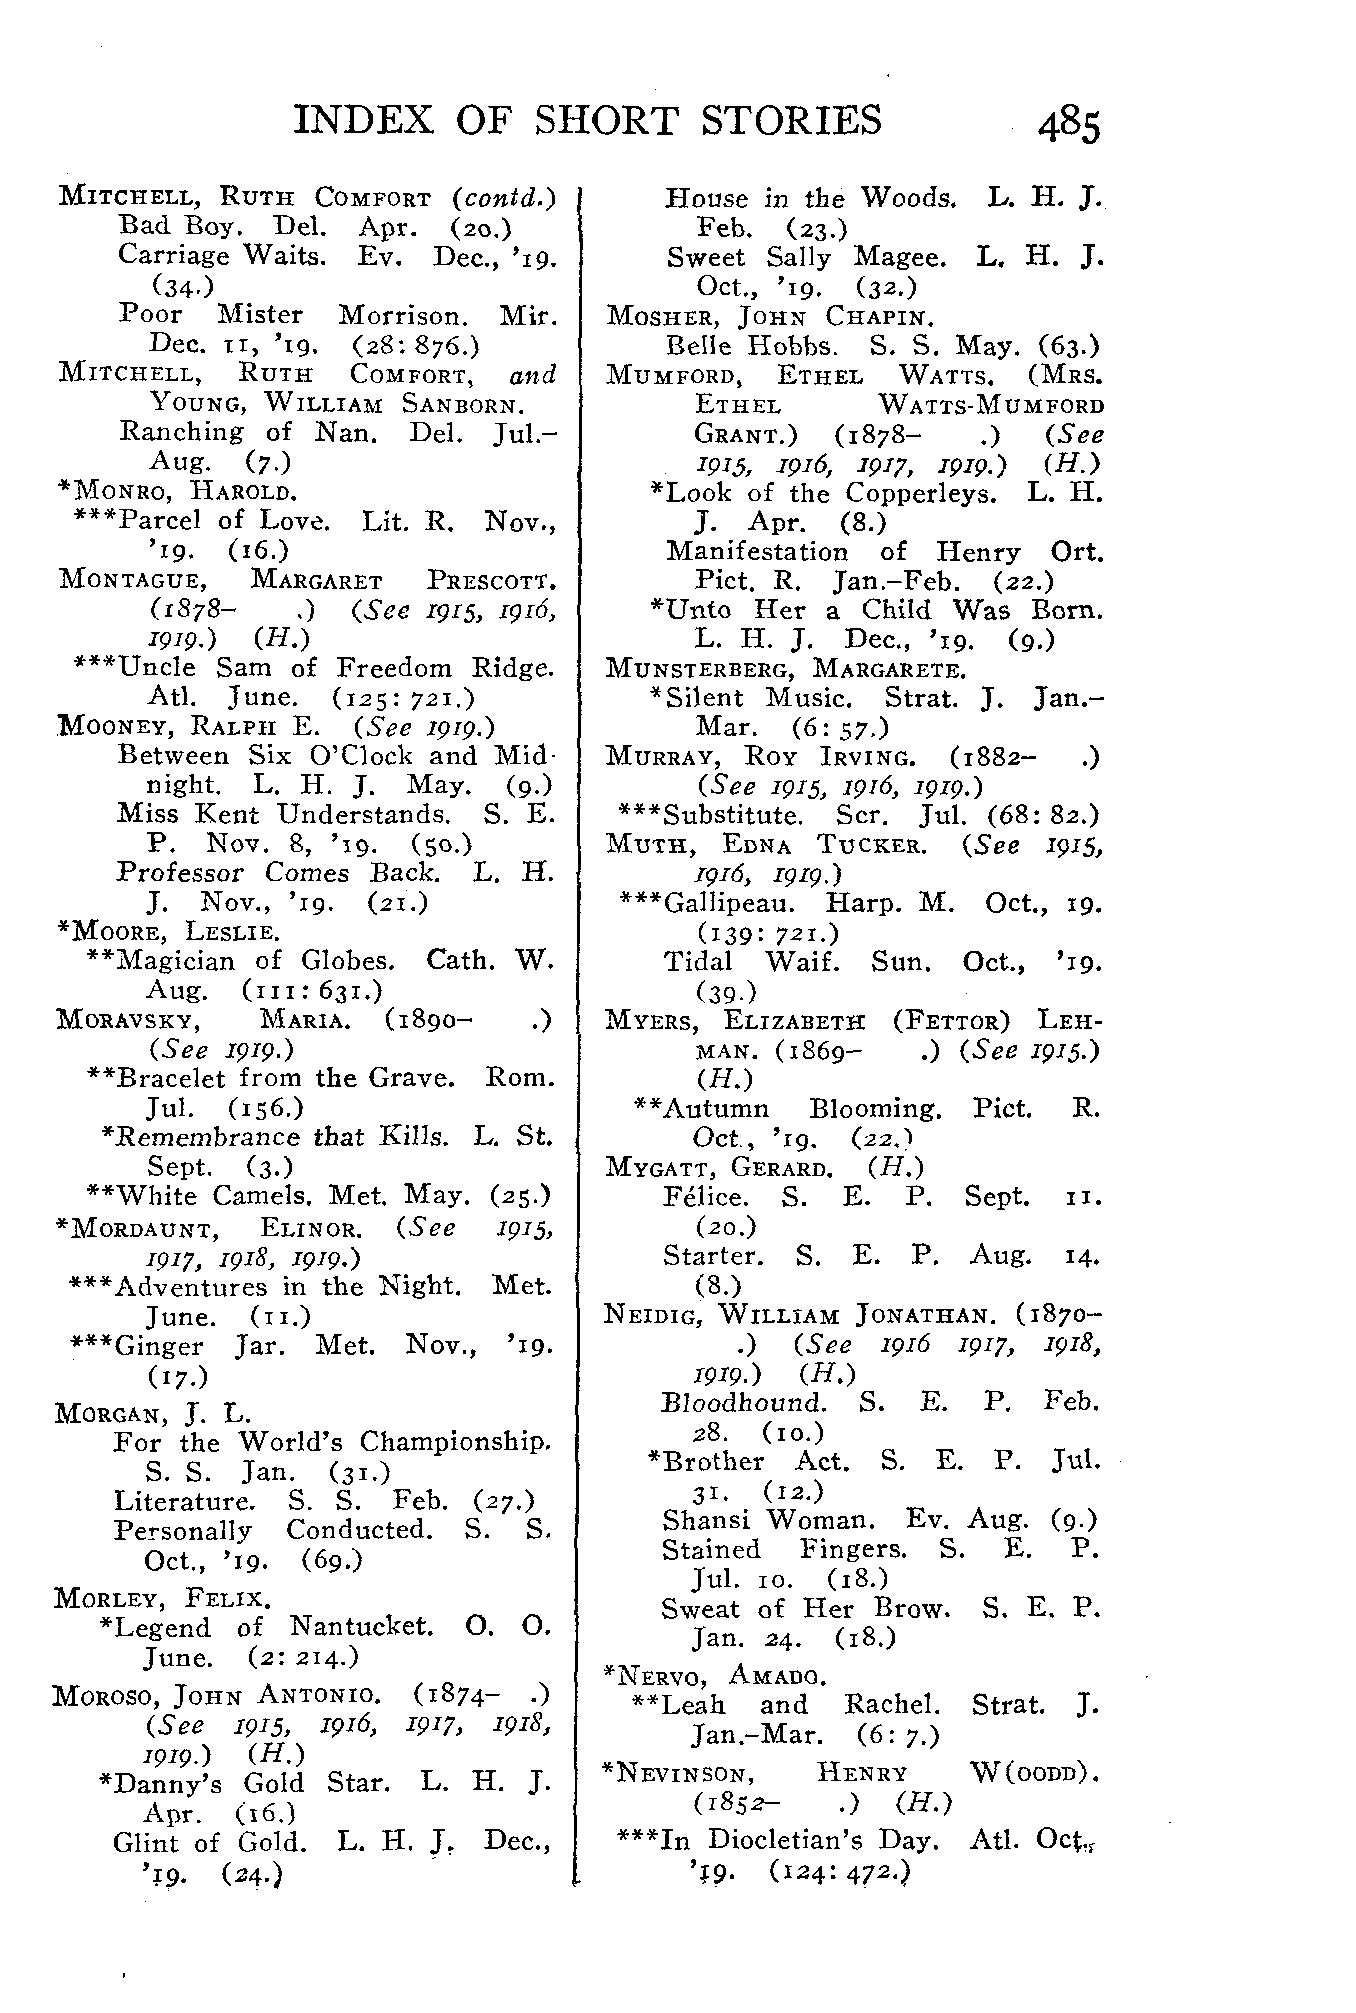 INDEX OF SHORT STORIES 485
MITCHELL, RUTH COMFORT (contd.)
Bad Boy. Del. Apr. (20.)
Carriage Waits. Ev. Dec., '19.
(34.)
Poor Mister Morrison. Mir.
Dec. 11, '19. (28: 876.)
MITCHELL, RUTH COMFORT, and
YOUNG, WILLIAM SANBORN.
Ranching of Nan. Del. Jul.–
Aug. (7.)
*MONRO, HAROLD.
***Parcel of Love. Lit. R. Nov.,
'19. (16.)
MONTAGUE, MARGARET PRESCOTT.
(1878– .) (See 1915, 1916,
1919.) (H.)
***Uncle Sam of Freedom Ridge.
Atl. June. (125: 721.)
MOONEY, RALPH E. (See 1919.)
Between Six O'Clock and Mid-
night. L. H. J. May. (9.)
Miss Kent Understands. S. E.
P. Nov. 8, '19. (50.)
Professor Comes Back. L. H.
J. Nov., '19. (21.)
*MOORE, LESLIE.
**Magician of Globes. Cath. W.
Aug. (111: 631.)
MORAVSKY, MARIA. (1890– .)
(See 1919.)
**Bracelet from the Grave. Rom.
Jul. (156.)
*Remembrance that Kills. L. St.
Sept. (3.)
**White Camels. Met. May. (25.)
*MORDAUNT, ELINOR. (See 1915,
1917, 1918, 1919.)
***Adventures in the Night. Met.
June. (11.)
***Ginger Jar. Met. Nov., '19.
(17.)
MORGAN, J. L.
For the World's Championship.
S. S. Jan. (31.)
Literature. S. S. Feb. (27.)
Personally Conducted. S. S.
Oct., '19. (69.)
MORLEY, FELIX.
*Legend of Nantucket. O. O.
June. (2: 214.)
MOROSO, JOHN ANTONIO. (1874– .)
(See 1915, 1916, 1917, 1918,
1919.) (H.)
*Danny's Gold Star. L. H. J.
Apr. (16.)
Glint of Gold. L. H. J. Dec.,
'19. (24.)
House in the Woods. L. H. J.
Feb. (23.)
Sweet Sally Magee. L. H. J.
Oct., '19. (32.)
MOSHER, JOHN CHAPIN.
Belle Hobbs. S. S. May. (63.)
MUMFORD, ETHEL WATTS. (MRS.
ETHEL WATTS-MUMFORD
GRANT.) (1878– .) (See
1915, 1916, 1917, 1919.) (H.)
*Look of the Copperleys. L. H.
J. Apr. (8.)
Manifestation of Henry Ort.
Pict. R. Jan.–Feb. (22.)
*Unto Her a Child Was Born.
L. H. J. Dec., '19. (9.)
MUNSTERBERG, MARGARETE.
*Silent Music. Strat. J. Jan.–
Mar. (6: 57.)
MURRAY, ROY IRVING. (1882– .)
(See 1915, 1916, 1919.)
***Substitute. Scr. Jul. (68: 82.)
MUTH, EDNA TUCKER. (See 1915,
1916, 1919.)
***Gallipeau. Harp. M. Oct., 19.
(139: 721.)
Tidal Waif. Sun. Oct., '19.
(39.)
MYERS, ELIZABETH (FETTOR) LEH-
MAN. (1869– .) (See 1915.)
(H.)
**Autumn Blooming. Pict. R.
Oct., '19. (22.)
MYGATT, GERARD. (H.)
Félice. S. E. P. Sept. 11.
(20.)
Starter. S. E. P. Aug. 14.
(8.)
NEIDIG, WILLIAM JONATHAN. (1870–
.) (See 1916 1917, 1918,
1919.) (H.)
Bloodhound. S. E. P. Feb.
28. (10.)
*Brother Act. S. E. P. Jul.
31. (12.)
Shansi Woman. Ev. Aug. (9.)
Stained Fingers. S. E. P.
Jul. 10. (18.)
Sweat of Her Brow. S. E. P.
Jan. 24. (18.)
*NERVO, AMADO.
**Leah and Rachel. Strat. J.
Jan.–Mar. (6: 7.)
*NEVINSON, HENRY W(OODD).
(1852– .) (H.)
***In Diocletian's Day. Atl. Oct.,
'19. (124: 472.)